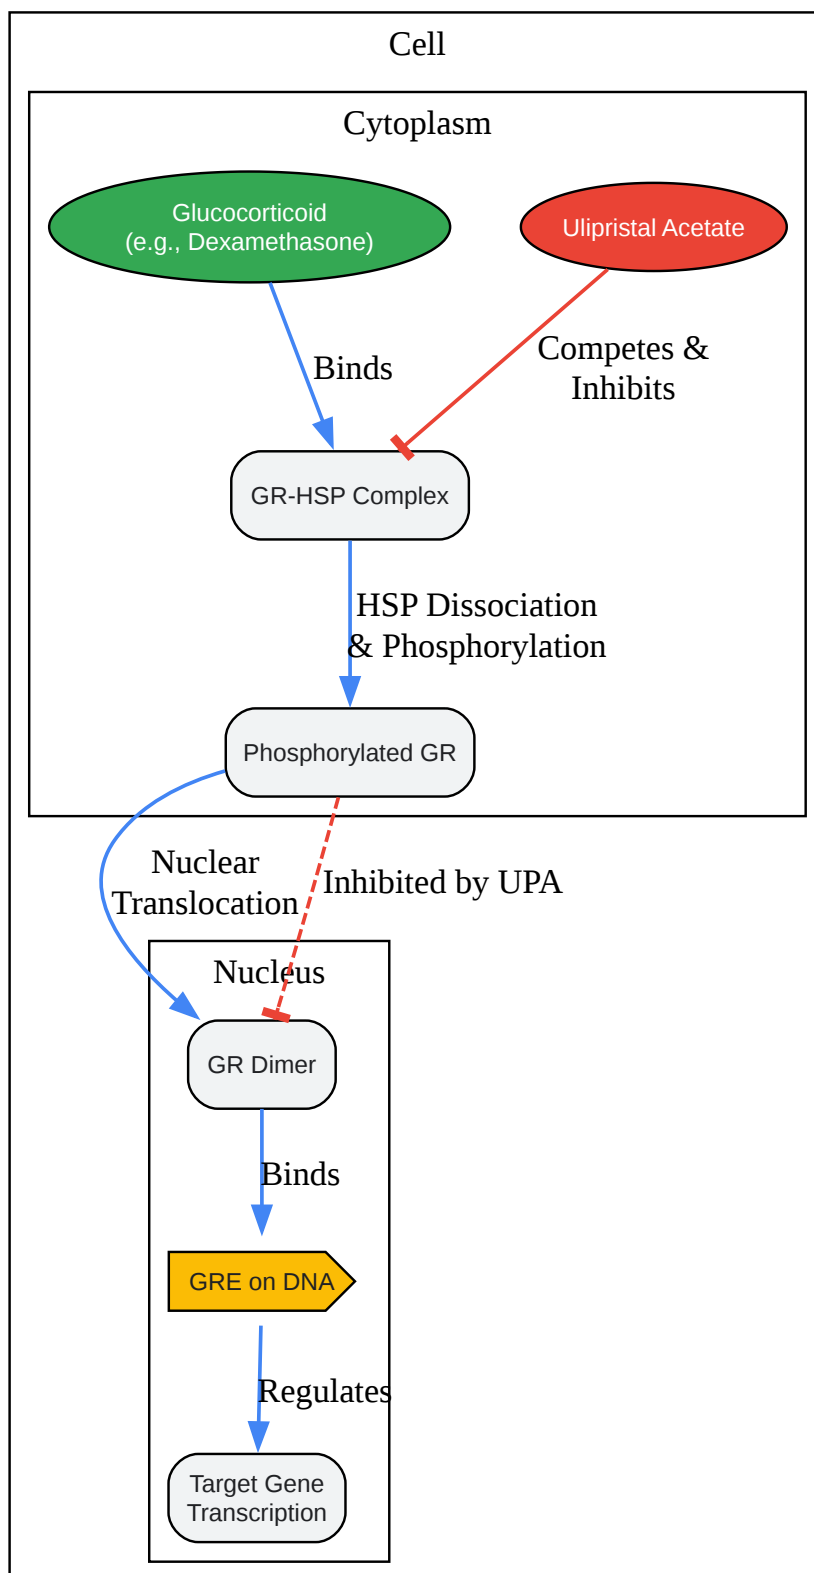 Cell
Cytoplasm
Glucocorticoid
(e.g., Dexamethasone)
Ulipristal Acetate
Binds
Competes &
Inhibits
GR-HSP Complex
HSP Dissociation
& Phosphorylation
Phosphorylated GR
Nuclear
Translocation
Inhibited by UPA
Nucleus
GR Dimer
Binds
GRE on DNA
Regulates
Target Gene
Transcription